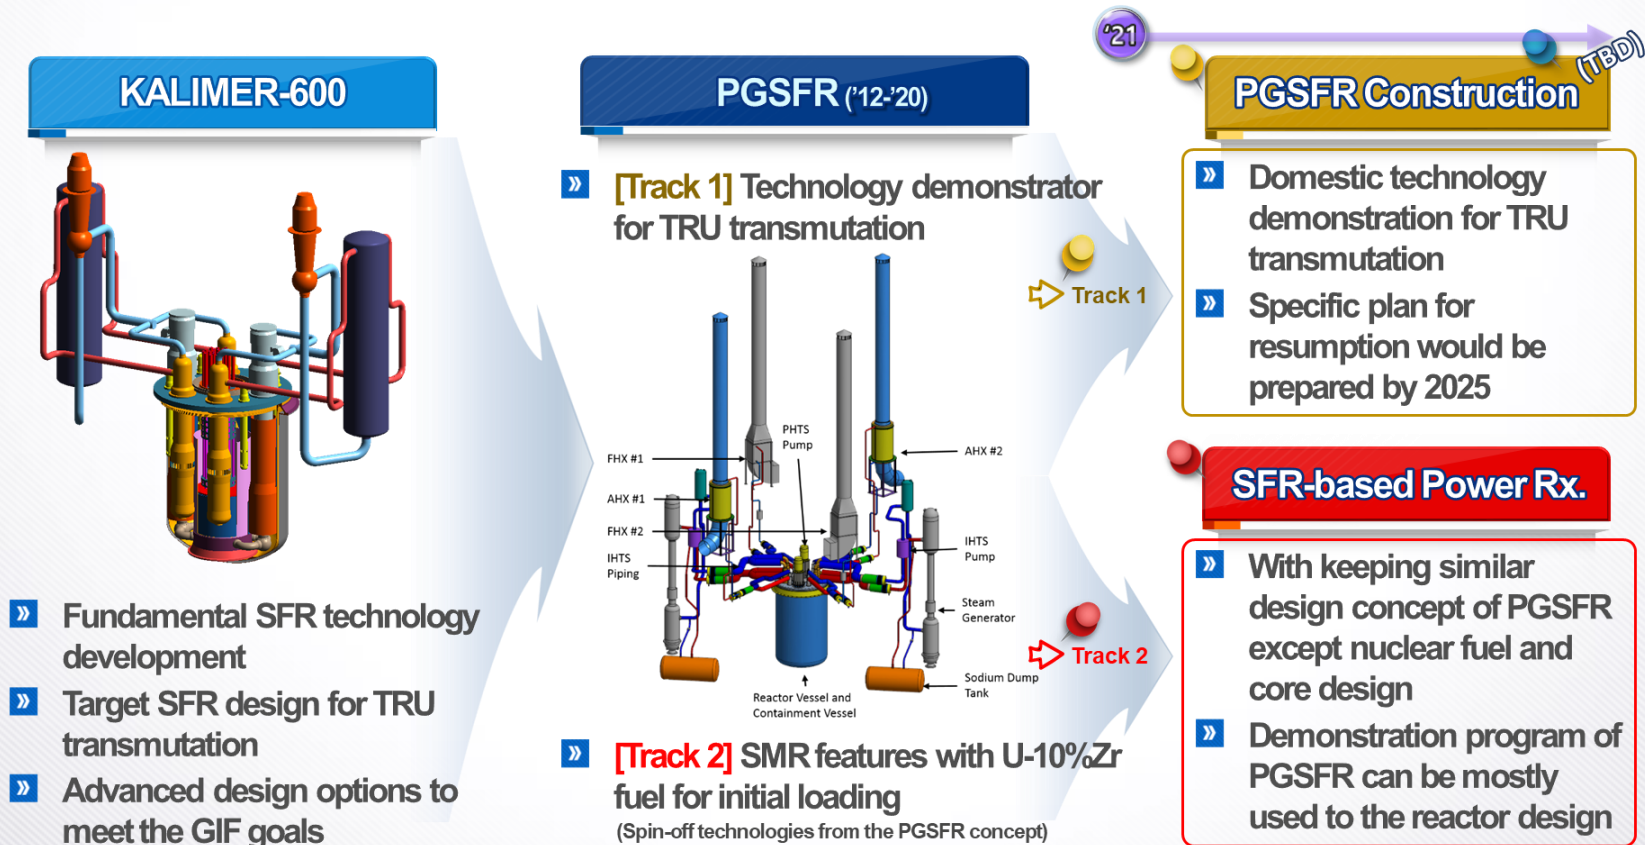 KALIMER-600
» Fundamental SFR technology
development
» Target SFR design for TRU
transmutation
» Advanced design options to
meet the GIF goals
PGSFR ('12-'20)
» [Track 1] Technology demonstrator
for TRU transmutation
FHX #1
AHX #1
FHX #2
IHTS
Piping
PHTS
Pump
AHX #2
IHTS
Pump
Steam
Generator
Sodium Dump
Tank
Reactor Vessel and
Containment Vessel
» [Track 2] SMR features with U-10%Zr
fuel for initial loading
(Spin-off technologies from the PGSFR concept)
Track 1
Track 2
'21
(TBD)
PGSFR Construction
» Domestic technology
demonstration for TRU
transmutation
» Specific plan for
resumption would be
prepared by 2025
SFR-based Power Rx.
» With keeping similar
design concept of PGSFR
except nuclear fuel and
core design
» Demonstration program of
PGSFR can be mostly
used to the reactor design